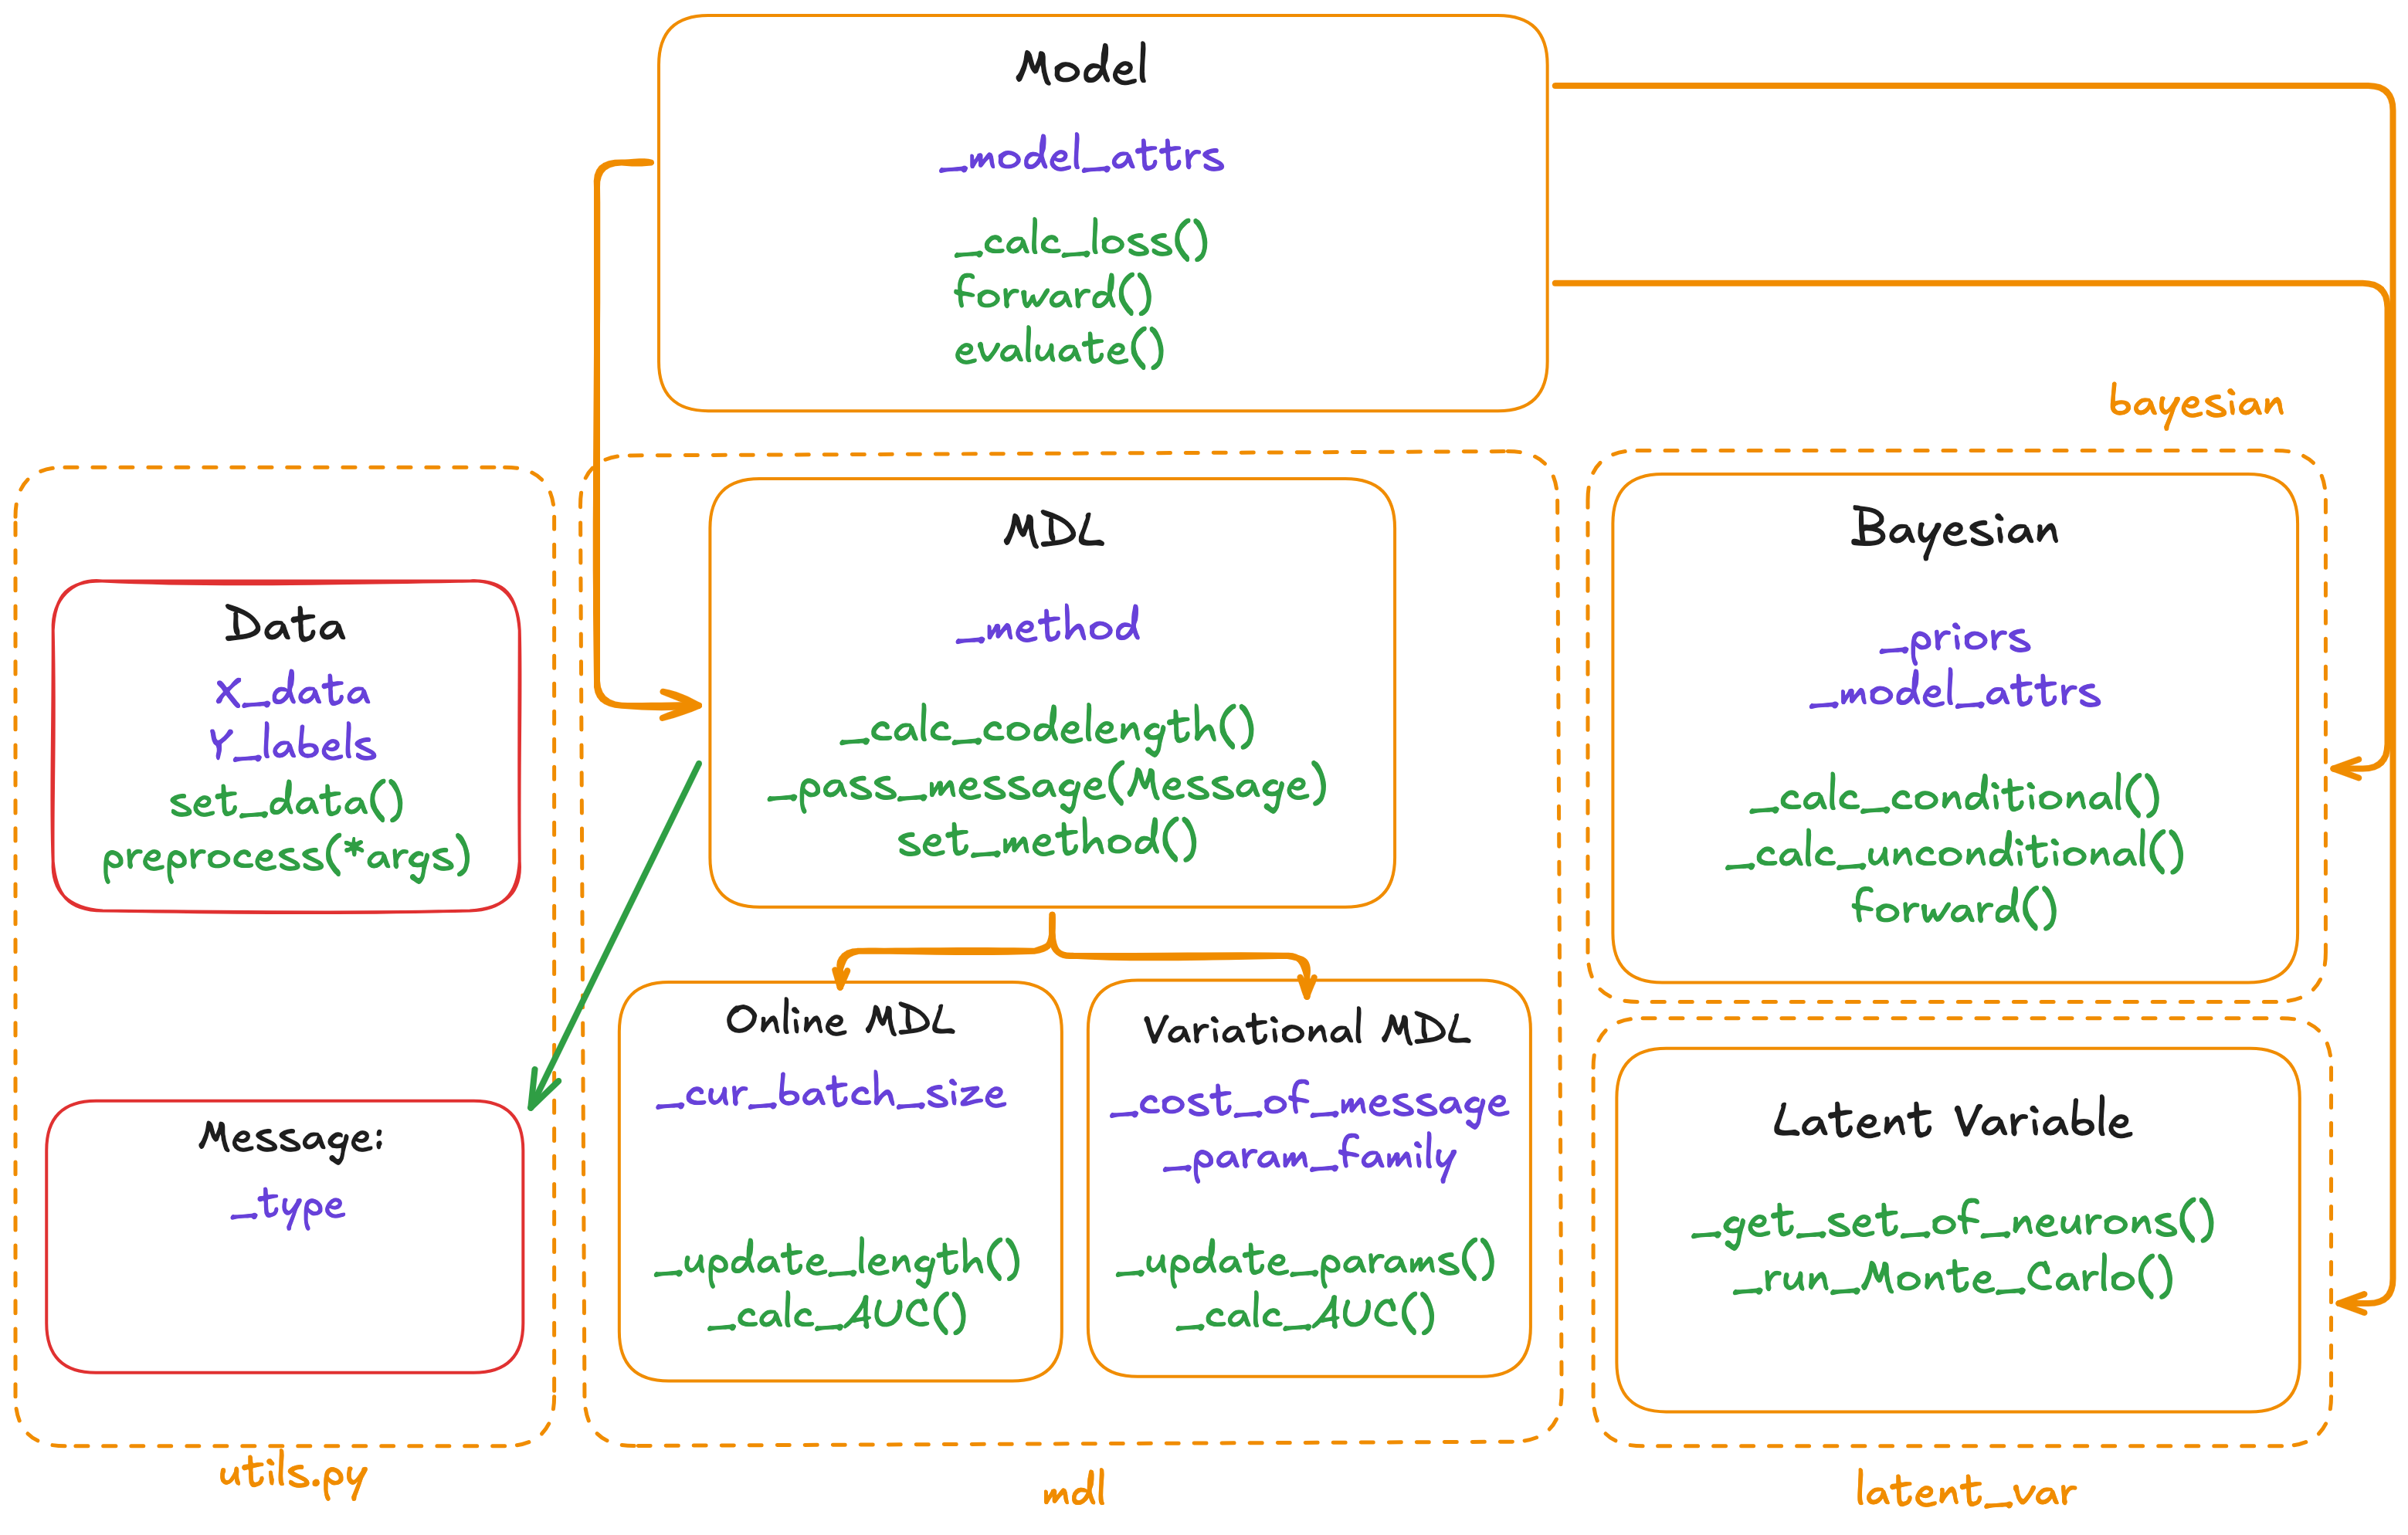 Model
_model_attrs
_calc_loss()
forward()
evaluate()
bayesian
Data
X_data
Y_labels
set_data()
preprocess(*args)
Message:
_type
utils.py
MDL
_method
_calc_codelength()
_pass_message(Message)
set_method()
Online MDL
_cur_batch_size
_update_length()
_calc_AUC()
Variational MDL
_cost_of_message
_param_family
_update_params()
_calc_AUC()
mdl
Bayesian
_priors
_model_attrs
_calc_conditional()
_calc_unconditional()
forward()
Latent Variable
_get_set_of_neurons()
_run_Monte_Carlo()
latent_var